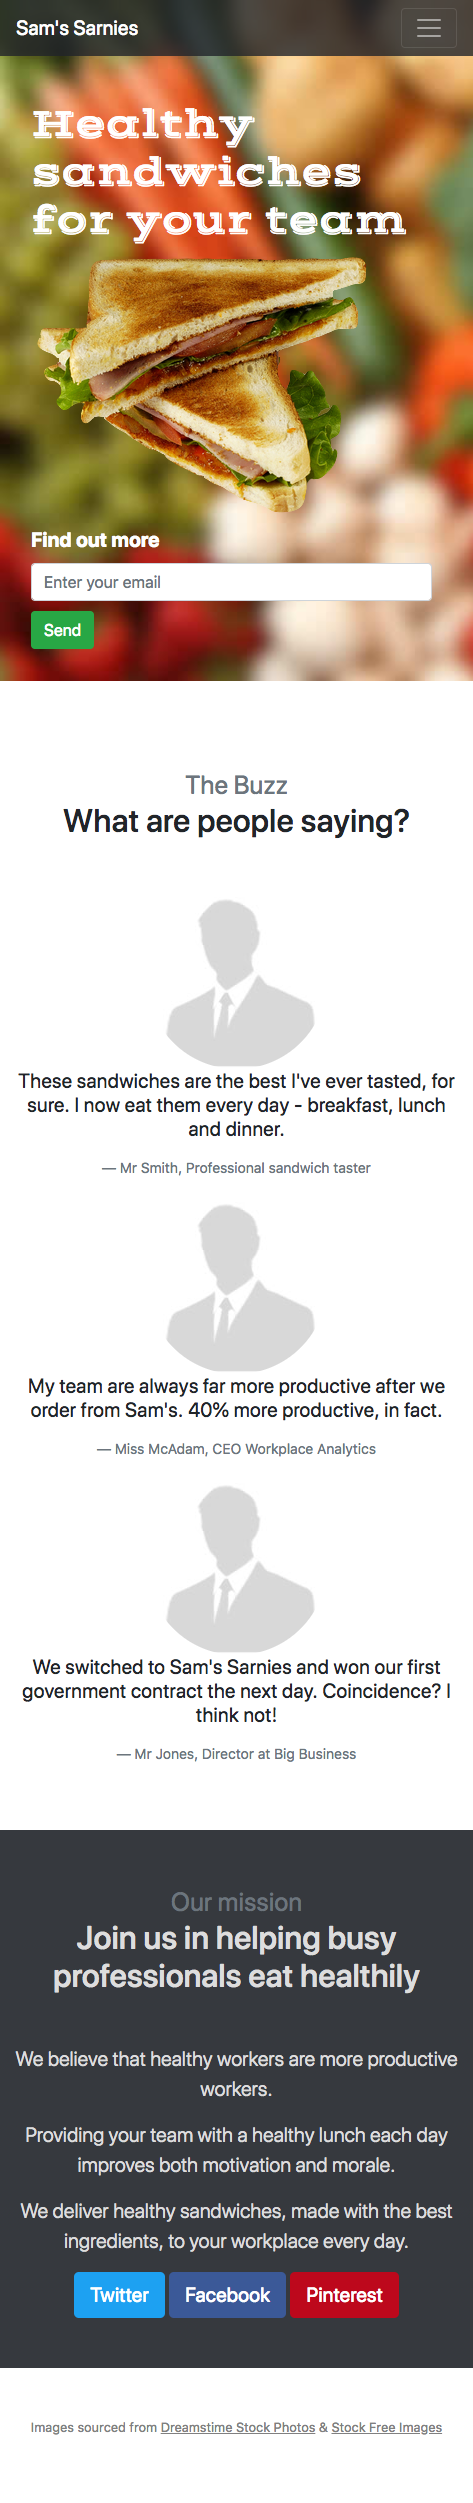 Sam's Sarnies
Healthy
sandwiches
for your team
Find out more
Enter your email
Send
The Buzz
What are people saying?
These sandwiches are the best I've ever tasted, for
sure. I now eat them every day - breakfast, lunch
and dinner.
— Mr Smith, Professional sandwich taster
My team are always far more productive after we
order from Sam's. 40% more productive, in fact.
— Miss McAdam, CEO Workplace Analytics
We switched to Sam's Sarnies and won our first
government contract the next day. Coincidence? I
think not!
— Mr Jones, Director at Big Business
Our mission
Join us in helping busy
professionals eat healthily
We believe that healthy workers are more productive
workers.
Providing your team with a healthy lunch each day
improves both motivation and morale.
We deliver healthy sandwiches, made with the best
ingredients, to your workplace every day.
Twitter Facebook Pinterest
Images sourced from Dreamstime Stock Photos & Stock Free Images